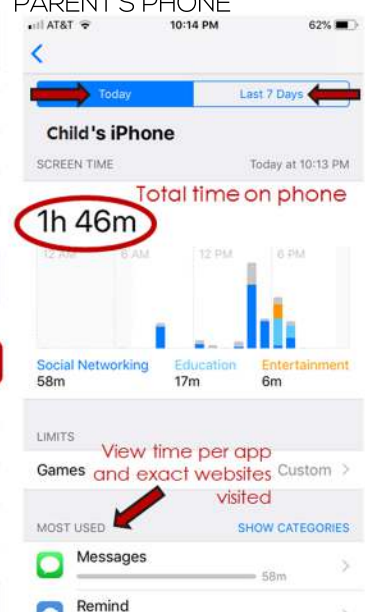 PARENT'S PHONE
AT&T 10:14 PM 62%
Today Last 7 Days
Child's iPhone
SCREEN TIME Today at 10:13 PM
Total time on phone
1h 46m
12 AM 6 AM 12 PM 6 PM
Social Networking Education Entertainment
58m 17m 6m
LIMITS
View time per app
Games and exact websites Custom
visited
MOST USED SHOW CATEGORIES
Messages
58m
Remind